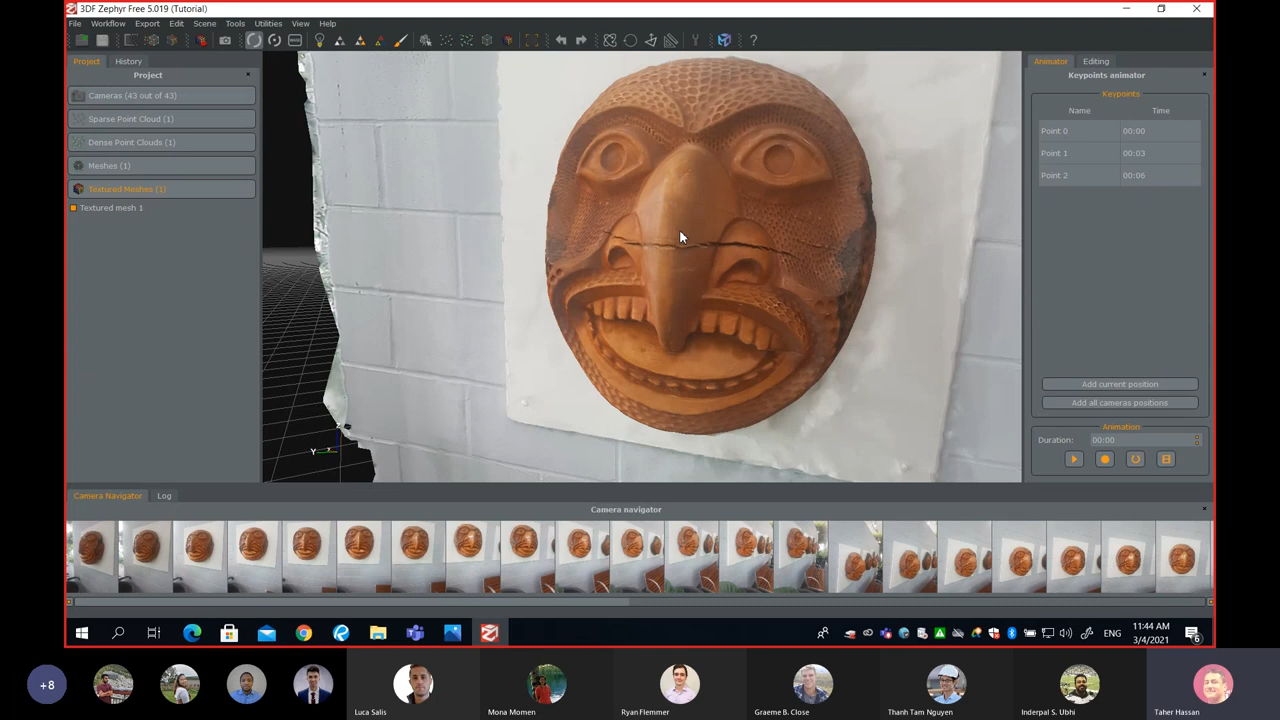 3DF Zephyr Free 5.019 (Tutorial)
File Workflow Export Edit Scene Tools Utilities View Help
Project History
Project
Cameras (43 out of 43)
Sparse Point Cloud (1)
Dense Point Clouds (1)
Meshes (1)
Textured Meshes (1)
Textured mesh 1
Z
Y
Animator Editing
Keypoints animator
Keypoints
Name Time
Point 0 00:00
Point 1 00:03
Point 2 00:06
Add current position
Add all cameras positions
Animation
Duration: 00:00
Camera Navigator Log
Camera navigator
ENG
11:44 AM
3/4/2021
6
+8
Luca Salis
Mona Momen
Ryan Flemmer
Graeme B. Close
Thanh Tam Nguyen
Inderpal S. Ubhi
Taher Hassan